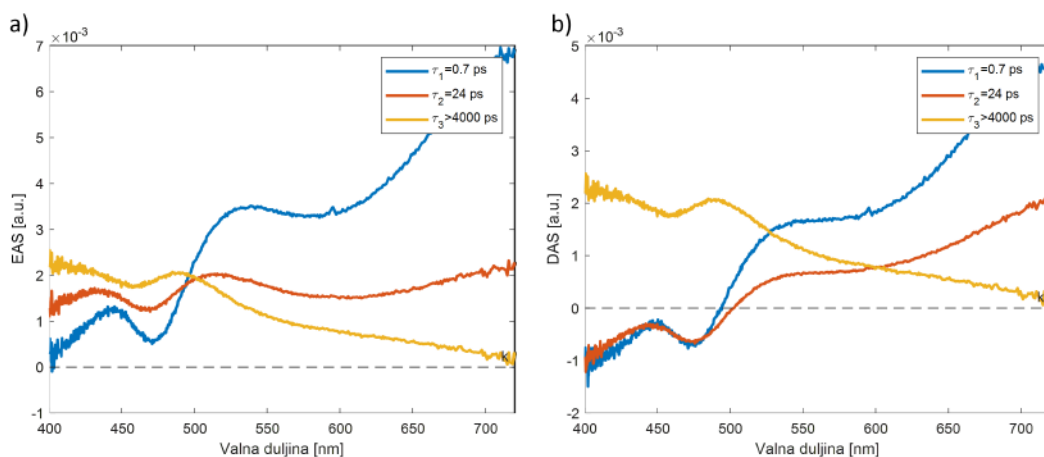 a)
×10⁻³
7
6
5
4
3
2
1
0
-1
EAS [a.u.]
τ₁=0.7 ps
τ₂=24 ps
τ₃>4000 ps
K
400 450 500 550 600 650 700
Valna duljina [nm]
b)
×10⁻³
5
4
3
2
1
0
-1
-2
DAS [a.u.]
τ₁=0.7 ps
τ₂=24 ps
τ₃>4000 ps
K
400 450 500 550 600 650 700
Valna duljina [nm]